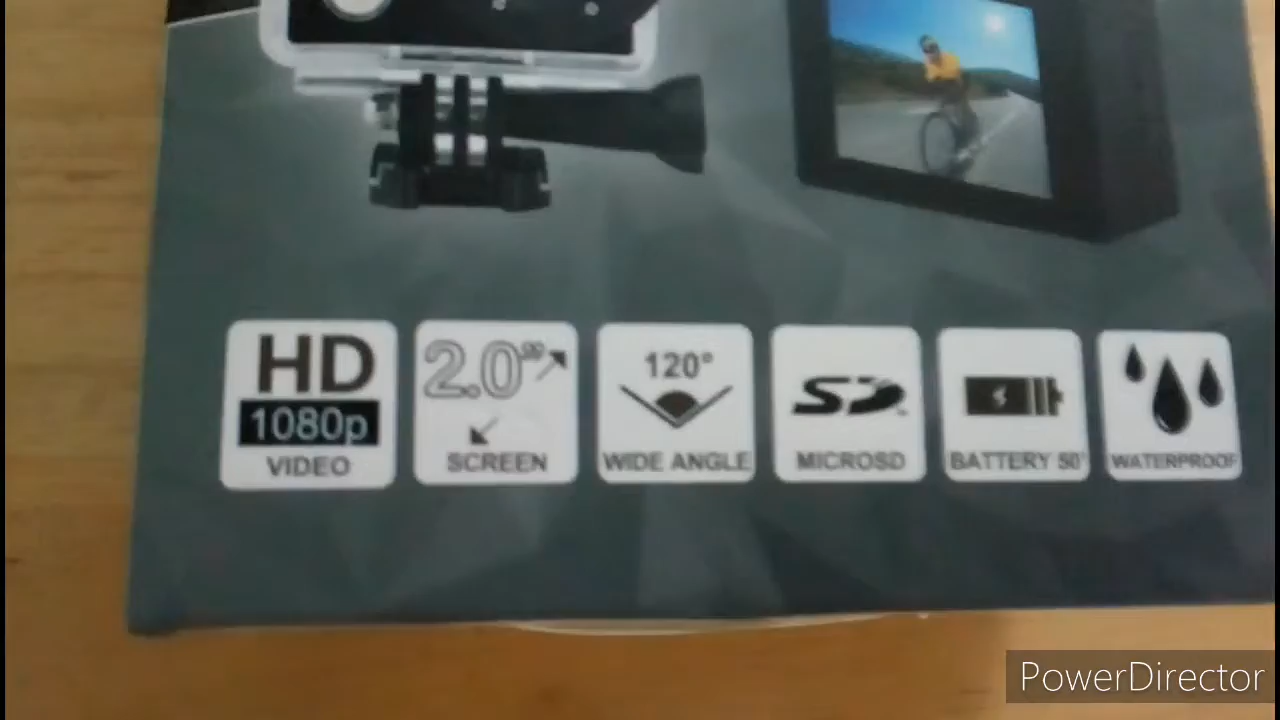 HD
1080p
VIDEO
2.0"
SCREEN
120°
WIDE ANGLE
SD
MICROSD
BATTERY 50'
WATERPROOF
PowerDirector